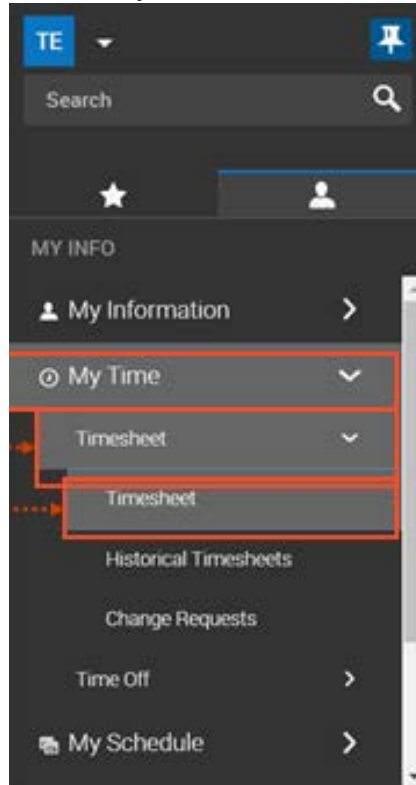 TE
Search
MY INFO
My Information
My Time
Timesheet
Timesheet
Historical Timesheets
Change Requests
Time Off
My Schedule